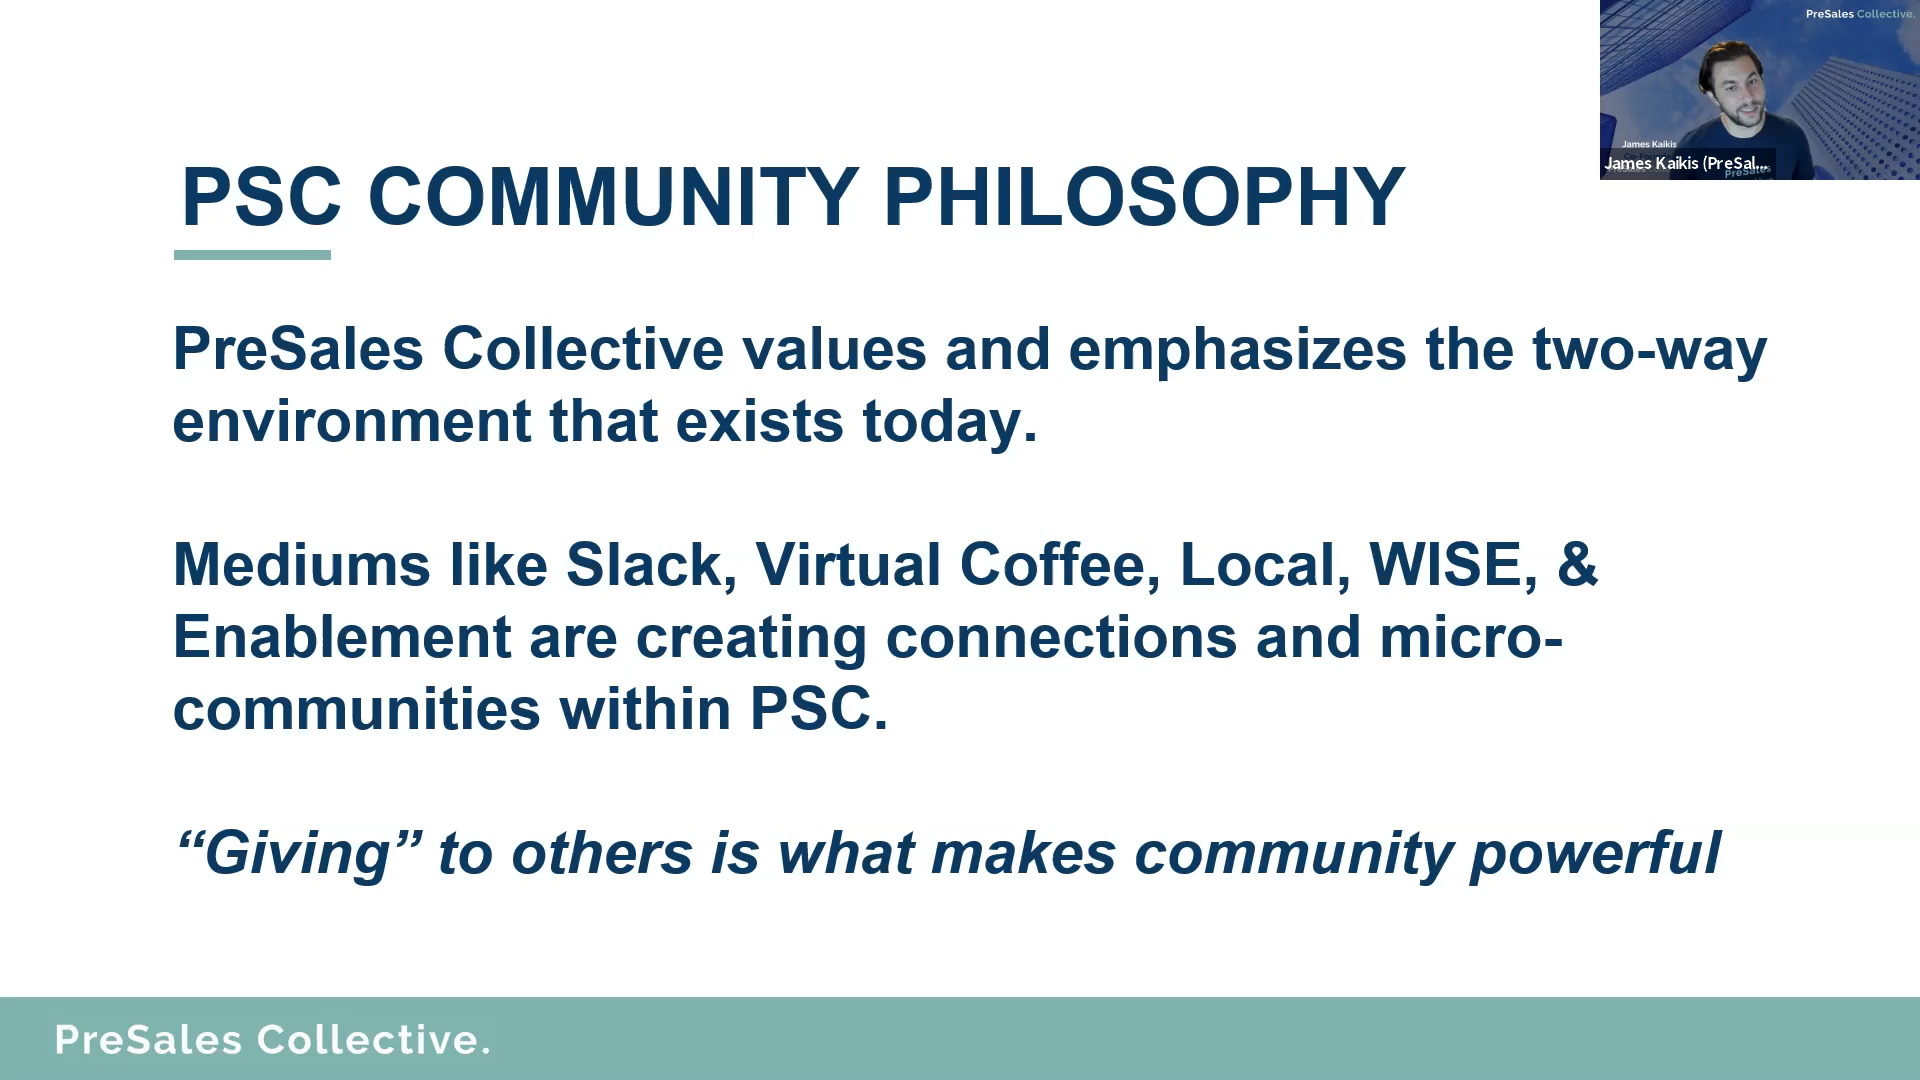 PreSales Collective.
James Kaikis
James Kaikis (PreSal...
PreSales
PSC COMMUNITY PHILOSOPHY
PreSales Collective values and emphasizes the two-way
environment that exists today.
Mediums like Slack, Virtual Coffee, Local, WISE, &
Enablement are creating connections and micro-
communities within PSC.
“Giving” to others is what makes community powerful
PreSales Collective.